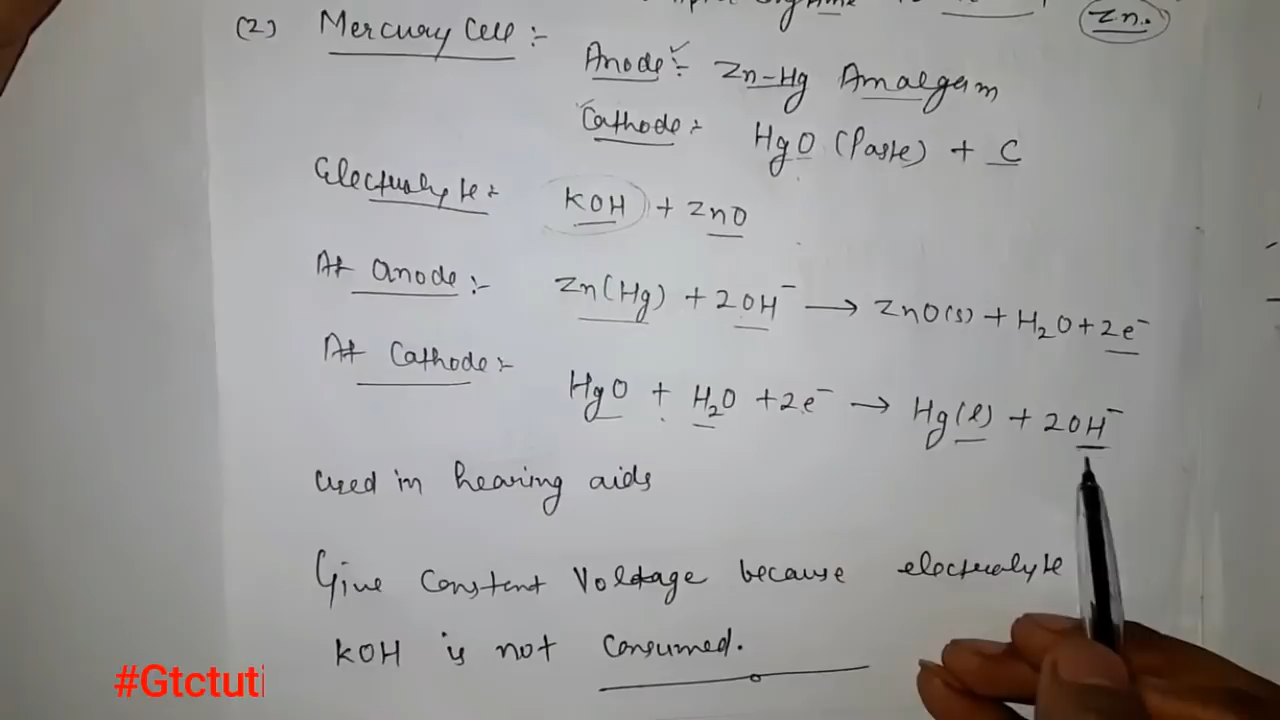 Zn.
(2) Mercury Cell :-
Anode :- Zn-Hg Amalgam
Cathode :- HgO (Paste) + C
Electrolyte :- KOH + ZnO
At anode :- Zn(Hg) + 2OH⁻ → ZnO(s) + H₂O + 2e⁻
At Cathode :- HgO + H₂O + 2e⁻ → Hg(l) + 2OH⁻
used in hearing aids
Give Constant Voltage because electrolyte
KOH is not consumed.
#Gtctuti